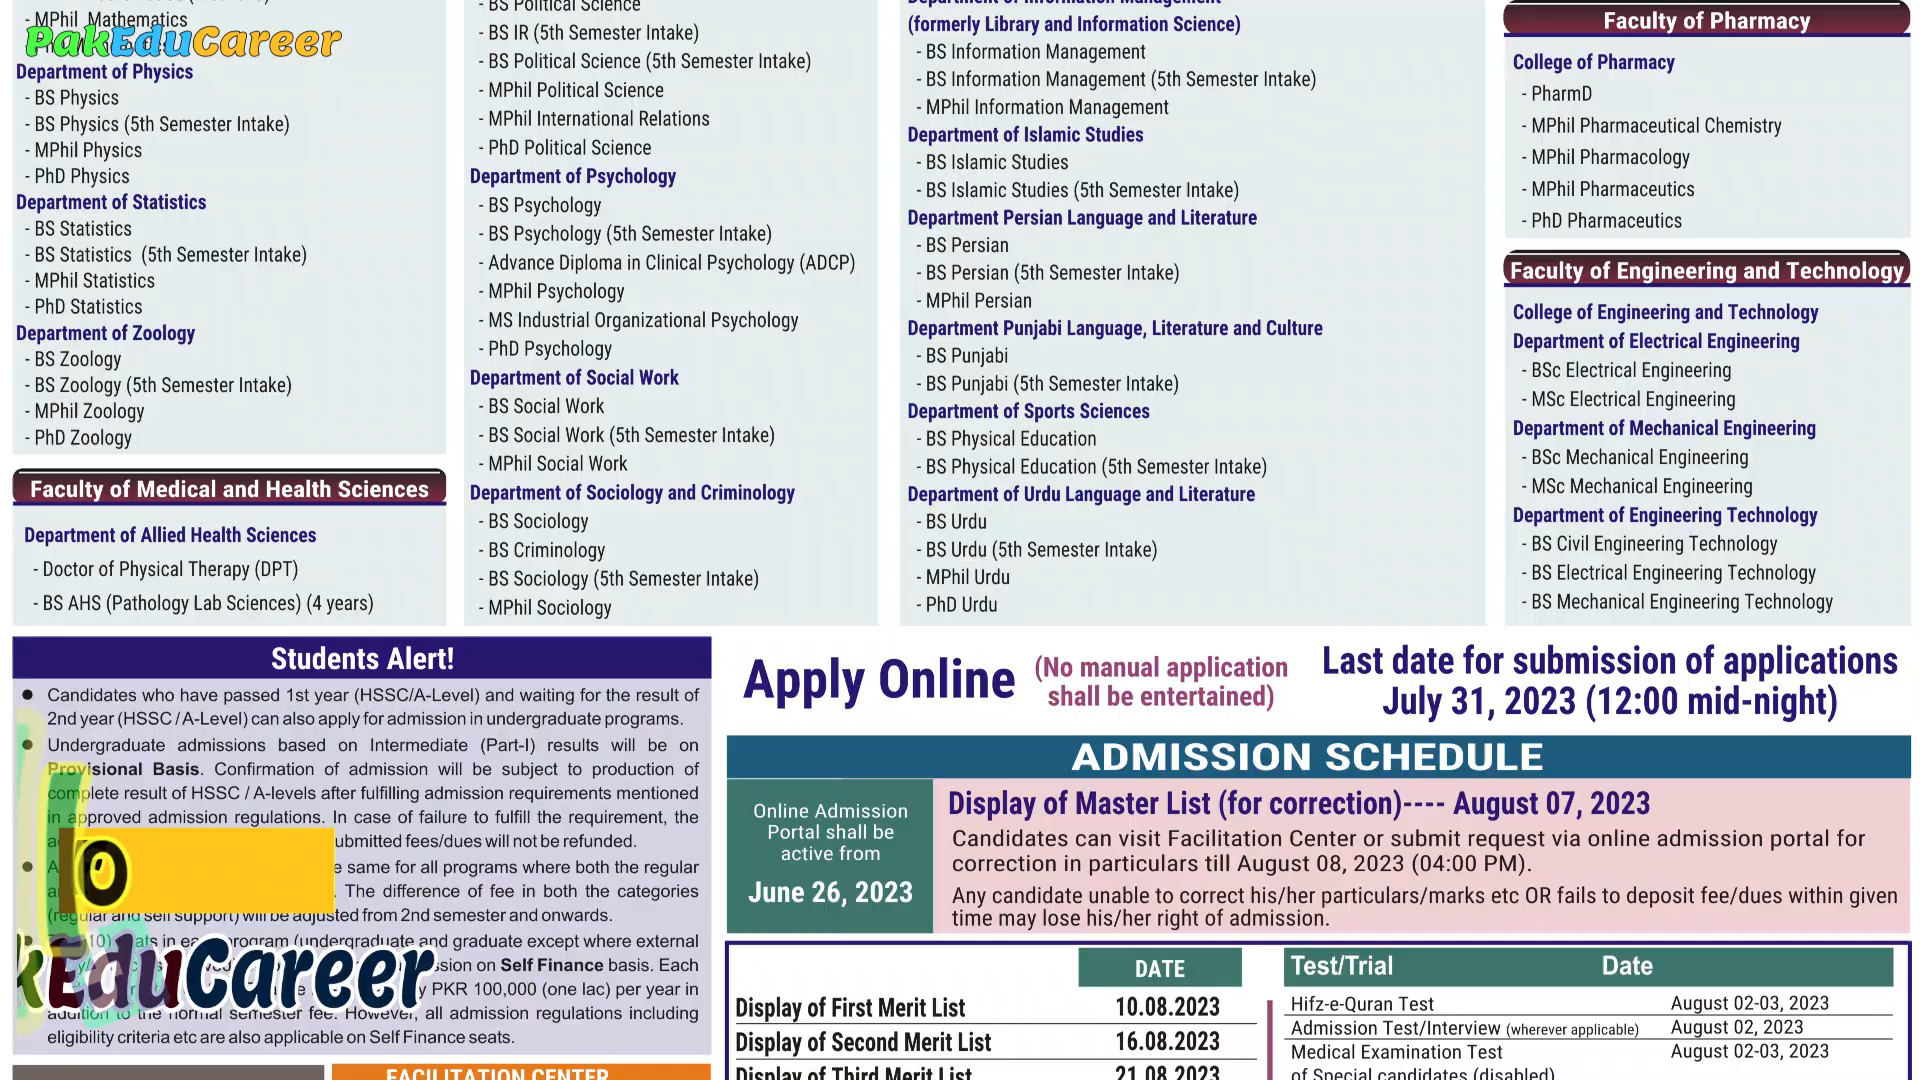 - MPhil Mathematics
PakEduCareer
Department of Physics
- BS Physics
- BS Physics (5th Semester Intake)
- MPhil Physics
- PhD Physics
Department of Statistics
- BS Statistics
- BS Statistics (5th Semester Intake)
- MPhil Statistics
- PhD Statistics
Department of Zoology
- BS Zoology
- BS Zoology (5th Semester Intake)
- MPhil Zoology
- PhD Zoology
Faculty of Medical and Health Sciences
Department of Allied Health Sciences
- Doctor of Physical Therapy (DPT)
- BS AHS (Pathology Lab Sciences) (4 years)
- BS Political Science
- BS IR (5th Semester Intake)
- BS Political Science (5th Semester Intake)
- MPhil Political Science
- MPhil International Relations
- PhD Political Science
Department of Psychology
- BS Psychology
- BS Psychology (5th Semester Intake)
- Advance Diploma in Clinical Psychology (ADCP)
- MPhil Psychology
- MS Industrial Organizational Psychology
- PhD Psychology
Department of Social Work
- BS Social Work
- BS Social Work (5th Semester Intake)
- MPhil Social Work
Department of Sociology and Criminology
- BS Sociology
- BS Criminology
- BS Sociology (5th Semester Intake)
- MPhil Sociology
Department of Information Management
(formerly Library and Information Science)
- BS Information Management
- BS Information Management (5th Semester Intake)
- MPhil Information Management
Department of Islamic Studies
- BS Islamic Studies
- BS Islamic Studies (5th Semester Intake)
Department Persian Language and Literature
- BS Persian
- BS Persian (5th Semester Intake)
- MPhil Persian
Department Punjabi Language, Literature and Culture
- BS Punjabi
- BS Punjabi (5th Semester Intake)
Department of Sports Sciences
- BS Physical Education
- BS Physical Education (5th Semester Intake)
Department of Urdu Language and Literature
- BS Urdu
- BS Urdu (5th Semester Intake)
- MPhil Urdu
- PhD Urdu
Faculty of Pharmacy
College of Pharmacy
- PharmD
- MPhil Pharmaceutical Chemistry
- MPhil Pharmacology
- MPhil Pharmaceutics
- PhD Pharmaceutics
Faculty of Engineering and Technology
College of Engineering and Technology
Department of Electrical Engineering
- BSc Electrical Engineering
- MSc Electrical Engineering
Department of Mechanical Engineering
- BSc Mechanical Engineering
- MSc Mechanical Engineering
Department of Engineering Technology
- BS Civil Engineering Technology
- BS Electrical Engineering Technology
- BS Mechanical Engineering Technology
Students Alert!
● Candidates who have passed 1st year (HSSC/A-Level) and waiting for the result of
2nd year (HSSC / A-Level) can also apply for admission in undergraduate programs.
● Undergraduate admissions based on Intermediate (Part-I) results will be on
Provisional Basis. Confirmation of admission will be subject to production of
complete result of HSSC / A-levels after fulfilling admission requirements mentioned
in approved admission regulations. In case of failure to fulfill the requirement, the
ubmitted fees/dues will not be refunded.
e same for all programs where both the regular
. The difference of fee in both the categories
(regular and self support) will be adjusted from 2nd semester and onwards.
program (undergraduate and graduate except where external
ssion on Self Finance basis. Each
y PKR 100,000 (one lac) per year in
addition to the normal semester fee. However, all admission regulations including
eligibility criteria etc are also applicable on Self Finance seats.
o
kEduCareer
FACILITATION CENTER
Apply Online (No manual application
shall be entertained)
Last date for submission of applications
July 31, 2023 (12:00 mid-night)
ADMISSION SCHEDULE
Online Admission
Portal shall be
active from
June 26, 2023
Display of Master List (for correction)---- August 07, 2023
Candidates can visit Facilitation Center or submit request via online admission portal for
correction in particulars till August 08, 2023 (04:00 PM).
Any candidate unable to correct his/her particulars/marks etc OR fails to deposit fee/dues within given
time may lose his/her right of admission.
DATE
Display of First Merit List 10.08.2023
Display of Second Merit List 16.08.2023
Display of Third Merit List 21.08.2023
Test/Trial Date
Hifz-e-Quran Test August 02-03, 2023
Admission Test/Interview (wherever applicable) August 02, 2023
Medical Examination Test August 02-03, 2023
of Special candidates (disabled)